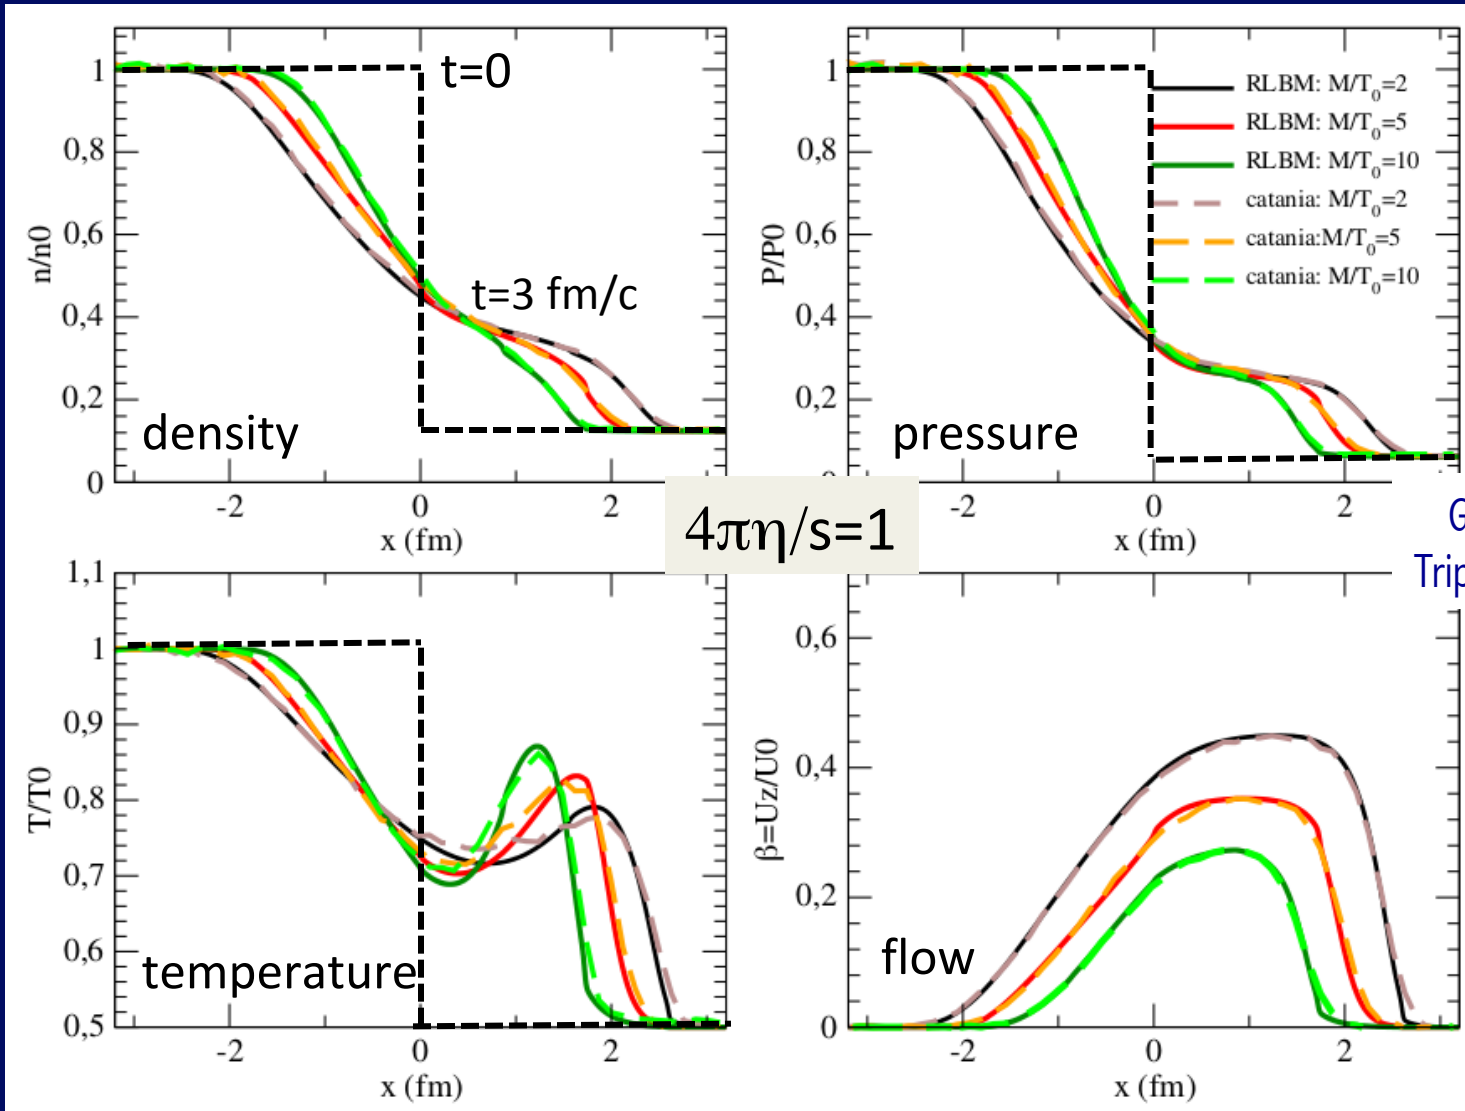 1
0,8
0,6
0,4
0,2
0
n/n0
t=0
t=3 fm/c
density
-2
0
2
x (fm)
1
0,8
0,6
0,4
0,2
P/P0
RLBM: M/T0=2
RLBM: M/T0=5
RLBM: M/T0=10
catania: M/T0=2
catania:M/T0=5
catania: M/T0=10
pressure
-2
0
2
x (fm)
4πη/s=1
G
Trip
1,1
1
0,9
0,8
0,7
0,6
0,5
T/T0
temperature
-2
0
2
x (fm)
0,6
0,4
0,2
0
β=Uz/U0
flow
-2
0
2
x (fm)